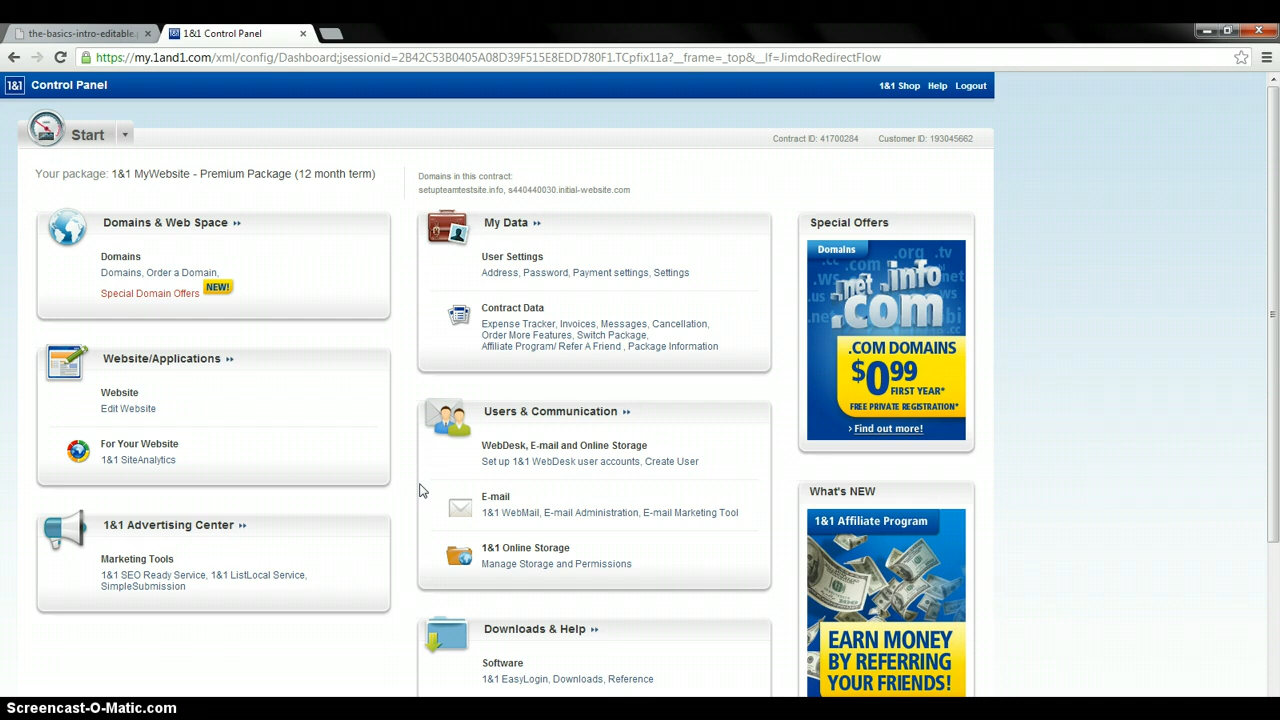 the-basics-intro-editable.
1&1 Control Panel
https://my.1and1.com/xml/config/Dashboard;jsessionid=2B42C53B0405A08D39F515E8EDD780F1.TCpfix11a?__frame=_top&__lf=JimdoRedirectFlow
1&1 Control Panel
1&1 Shop Help Logout
Start
Contract ID: 41700284 Customer ID: 193045662
Your package: 1&1 MyWebsite - Premium Package (12 month term)
Domains in this contract:
setupteamtestsite.info, s440440030.initial-website.com
Domains & Web Space
Domains
Domains, Order a Domain,
Special Domain Offers NEW!
Website/Applications
Website
Edit Website
For Your Website
1&1 SiteAnalytics
1&1 Advertising Center
Marketing Tools
1&1 SEO Ready Service, 1&1 ListLocal Service,
SimpleSubmission
My Data
User Settings
Address, Password, Payment settings, Settings
Contract Data
Expense Tracker, Invoices, Messages, Cancellation,
Order More Features, Switch Package,
Affiliate Program/ Refer A Friend , Package Information
Users & Communication
WebDesk, E-mail and Online Storage
Set up 1&1 WebDesk user accounts, Create User
E-mail
1&1 WebMail, E-mail Administration, E-mail Marketing Tool
1&1 Online Storage
Manage Storage and Permissions
Downloads & Help
Software
1&1 EasyLogin, Downloads, Reference
Special Offers
Domains
.net .info
.com
.COM DOMAINS
$0.99
FIRST YEAR*
FREE PRIVATE REGISTRATION*
> Find out more!
What's NEW
1&1 Affiliate Program
EARN MONEY
BY REFERRING
YOUR FRIENDS!
Screencast-O-Matic.com